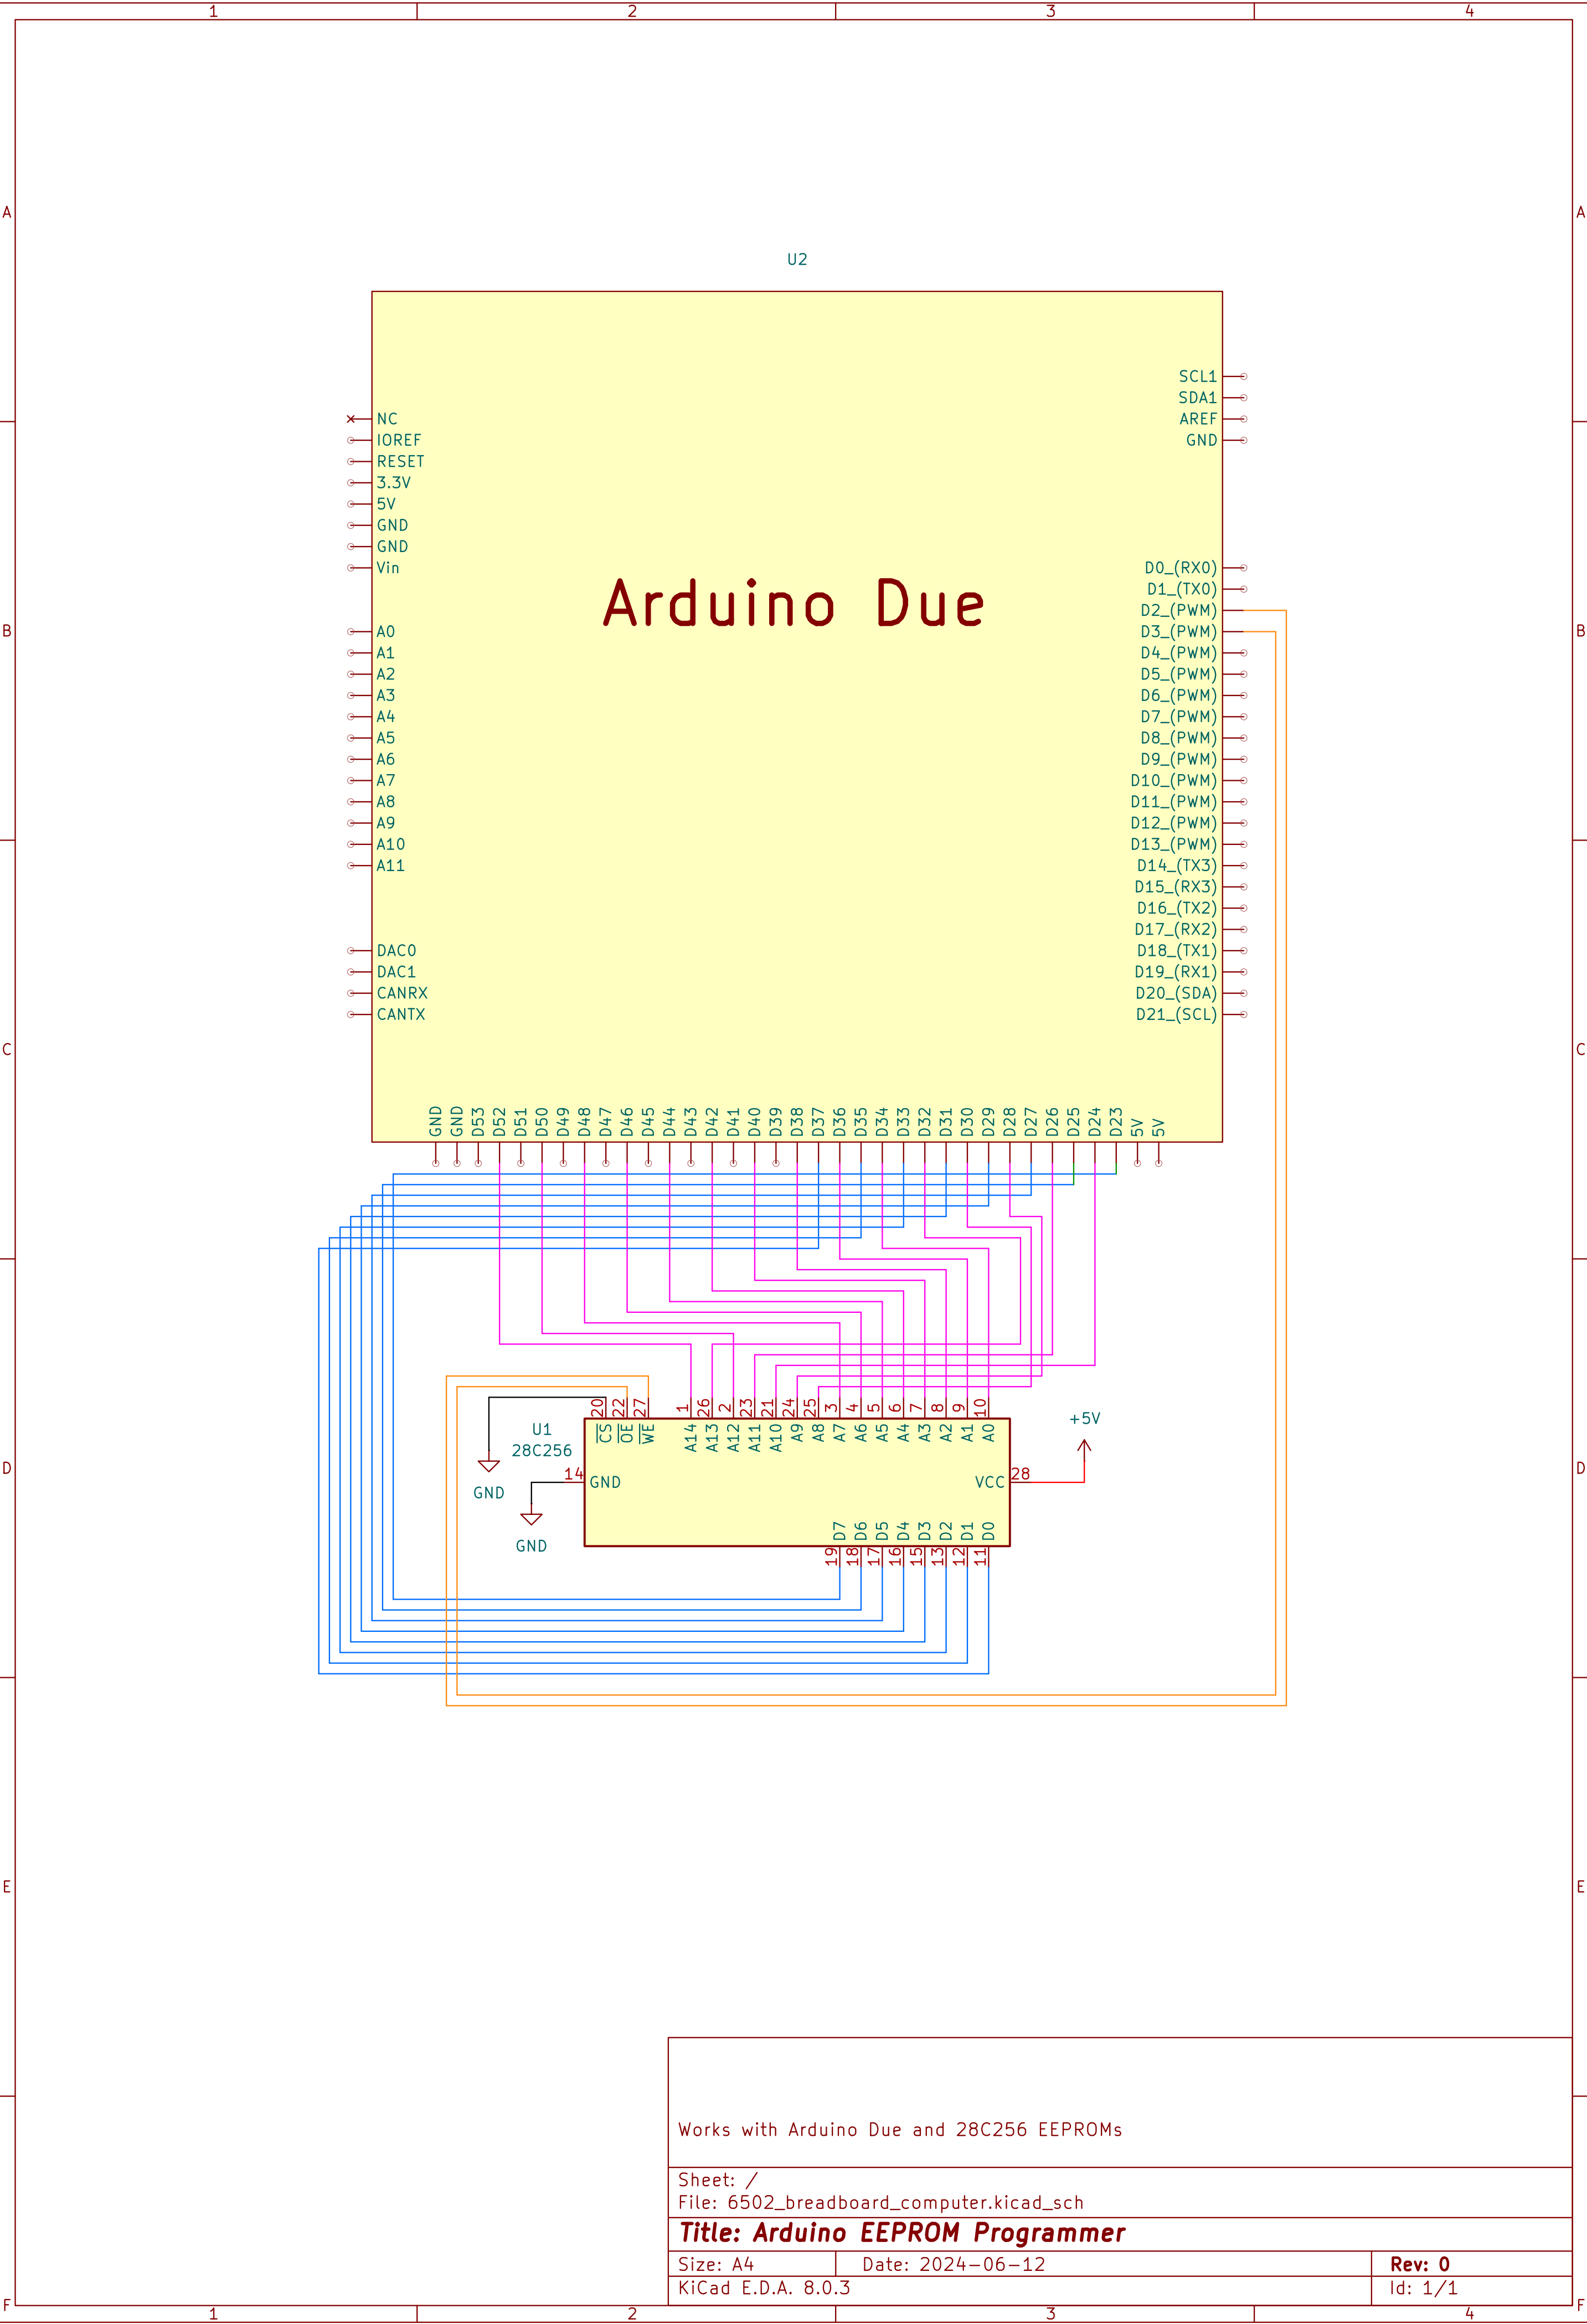 1 2 3 4
A A
U2
SCL1
SDA1
NC AREF
IOREF GND
RESET
3.3V
5V
GND
GND
Vin D0_(RX0)
D1_(TX0)
Arduino Due
D2_(PWM)
B A0 D3_(PWM) B
A1 D4_(PWM)
A2 D5_(PWM)
A3 D6_(PWM)
A4 D7_(PWM)
A5 D8_(PWM)
A6 D9_(PWM)
A7 D10_(PWM)
A8 D11_(PWM)
A9 D12_(PWM)
A10 D13_(PWM)
A11 D14_(TX3)
D15_(RX3)
D16_(TX2)
D17_(RX2)
DAC0 D18_(TX1)
DAC1 D19_(RX1)
CANRX D20_(SDA)
CANTX D21_(SCL)
C C
GND GND D53 D52 D51 D50 D49 D48 D47 D46 D45 D44 D43 D42 D41 D40 D39 D38 D37 D36 D35 D34 D33 D32 D31 D30 D29 D28 D27 D26 D25 D24 D23 5V 5V
20 22 27 1 26 2 23 21 24 25 3 4 5 6 7 8 9 10
+5V
U1
CS OE WE A14 A13 A12 A11 A10 A9 A8 A7 A6 A5 A4 A3 A2 A1 A0
28C256
D D
14 GND VCC 28
GND
D7 D6 D5 D4 D3 D2 D1 D0
GND
19 18 17 16 15 13 12 11
E E
Works with Arduino Due and 28C256 EEPROMs
Sheet: /
File: 6502_breadboard_computer.kicad_sch
Title: Arduino EEPROM Programmer
Size: A4 Date: 2024-06-12 Rev: 0
KiCad E.D.A. 8.0.3 Id: 1/1
F F
1 2 3 4